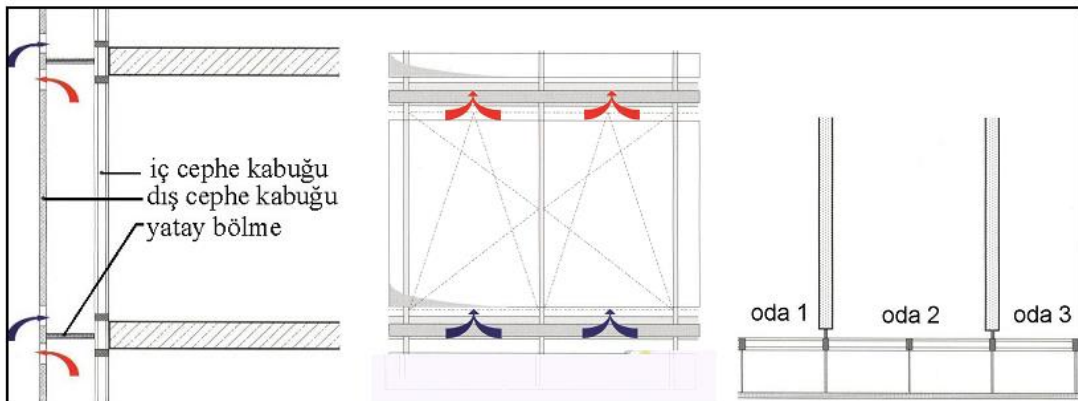 iç cephe kabuğu
dış cephe kabuğu
yatay bölme
oda 1
oda 2
oda 3